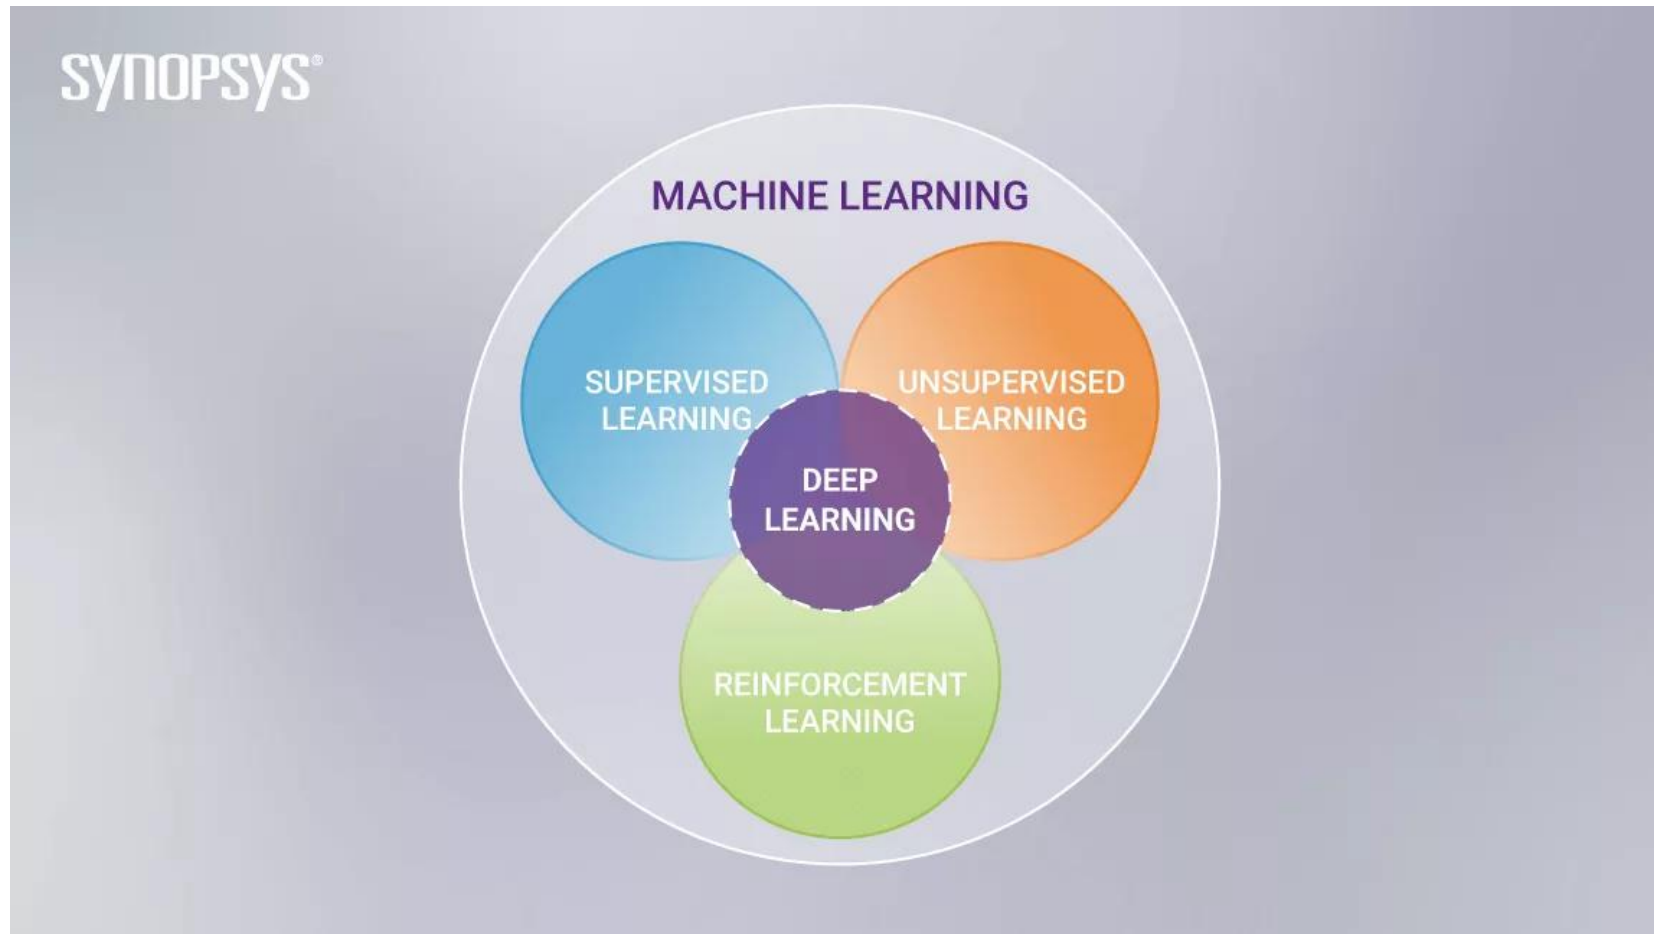 SYNOPSYS®
MACHINE LEARNING
SUPERVISED
LEARNING
UNSUPERVISED
LEARNING
DEEP
LEARNING
REINFORCEMENT
LEARNING